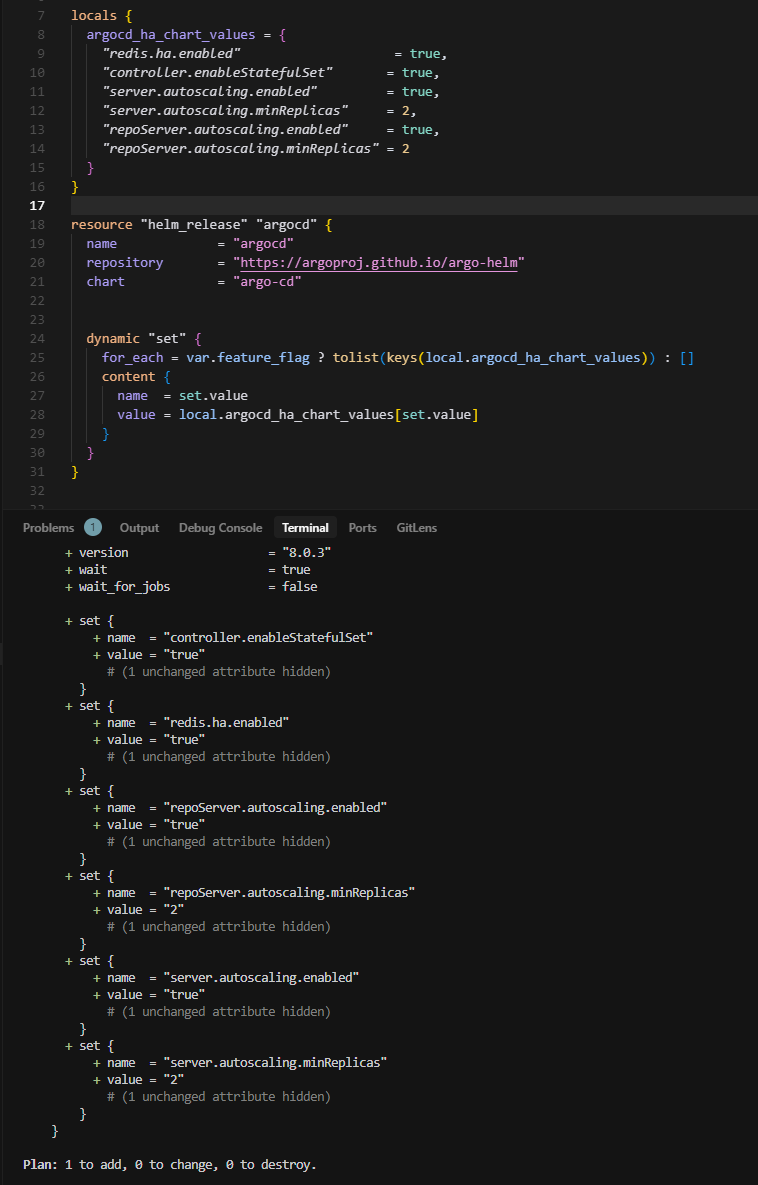 7 locals {
8 argocd_ha_chart_values = {
9 "redis.ha.enabled" = true,
10 "controller.enableStatefulSet" = true,
11 "server.autoscaling.enabled" = true,
12 "server.autoscaling.minReplicas" = 2,
13 "repoServer.autoscaling.enabled" = true,
14 "repoServer.autoscaling.minReplicas" = 2
15 }
16 }
17
18 resource "helm_release" "argocd" {
19 name = "argocd"
20 repository = "https://argoproj.github.io/argo-helm"
21 chart = "argo-cd"
22
23
24 dynamic "set" {
25 for_each = var.feature_flag ? tolist(keys(local.argocd_ha_chart_values)) : []
26 content {
27 name = set.value
28 value = local.argocd_ha_chart_values[set.value]
29 }
30 }
31 }
32
Problems 1 Output Debug Console Terminal Ports GitLens
+ version = "8.0.3"
+ wait = true
+ wait_for_jobs = false
+ set {
+ name = "controller.enableStatefulSet"
+ value = "true"
# (1 unchanged attribute hidden)
}
+ set {
+ name = "redis.ha.enabled"
+ value = "true"
# (1 unchanged attribute hidden)
}
+ set {
+ name = "repoServer.autoscaling.enabled"
+ value = "true"
# (1 unchanged attribute hidden)
}
+ set {
+ name = "repoServer.autoscaling.minReplicas"
+ value = "2"
# (1 unchanged attribute hidden)
}
+ set {
+ name = "server.autoscaling.enabled"
+ value = "true"
# (1 unchanged attribute hidden)
}
+ set {
+ name = "server.autoscaling.minReplicas"
+ value = "2"
# (1 unchanged attribute hidden)
}
}
Plan: 1 to add, 0 to change, 0 to destroy.